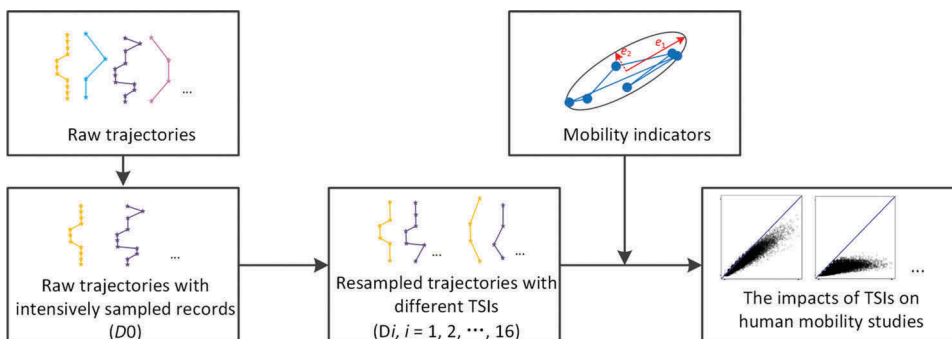 Raw trajectories
...
e₁
e₂
Mobility indicators
Raw trajectories with
intensively sampled records
(D0)
...
Resampled trajectories with
different TSIs
(Di, i = 1, 2, ···, 16)
...
...
The impacts of TSIs on
human mobility studies
...